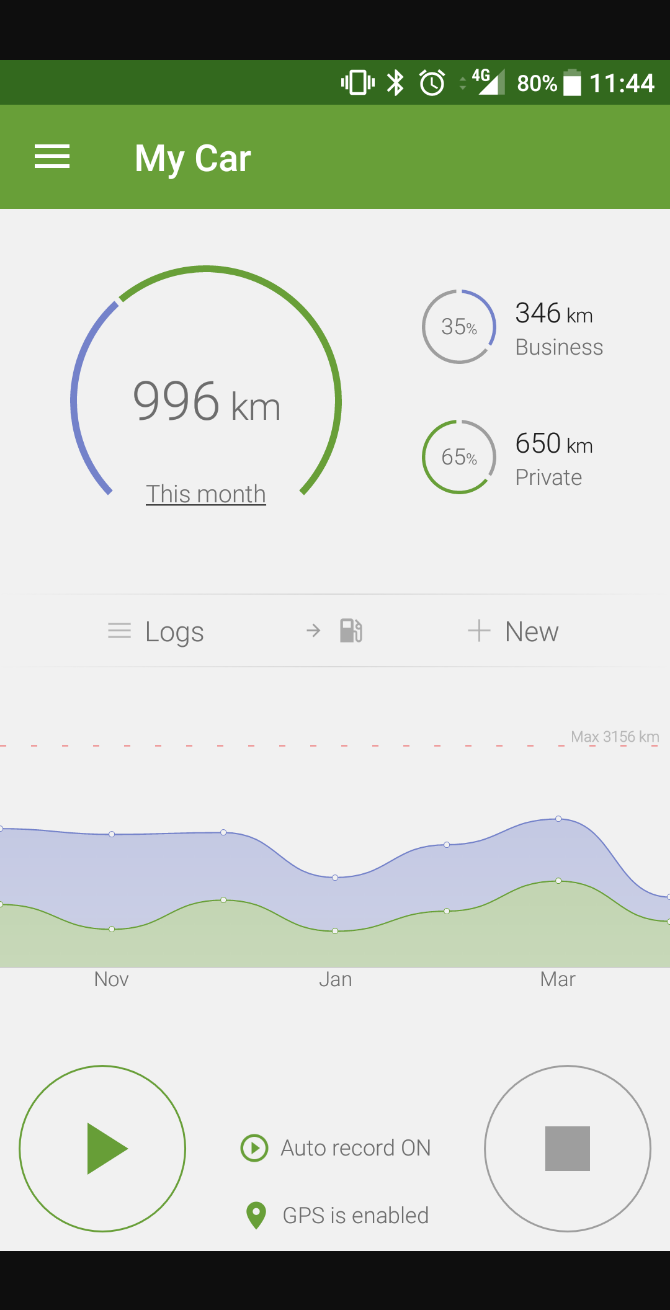 4G 80% 11:44
My Car
996 km
This month
35%
346 km
Business
65%
650 km
Private
Logs
New
Max 3156 km
Nov Jan Mar
Auto record ON
GPS is enabled